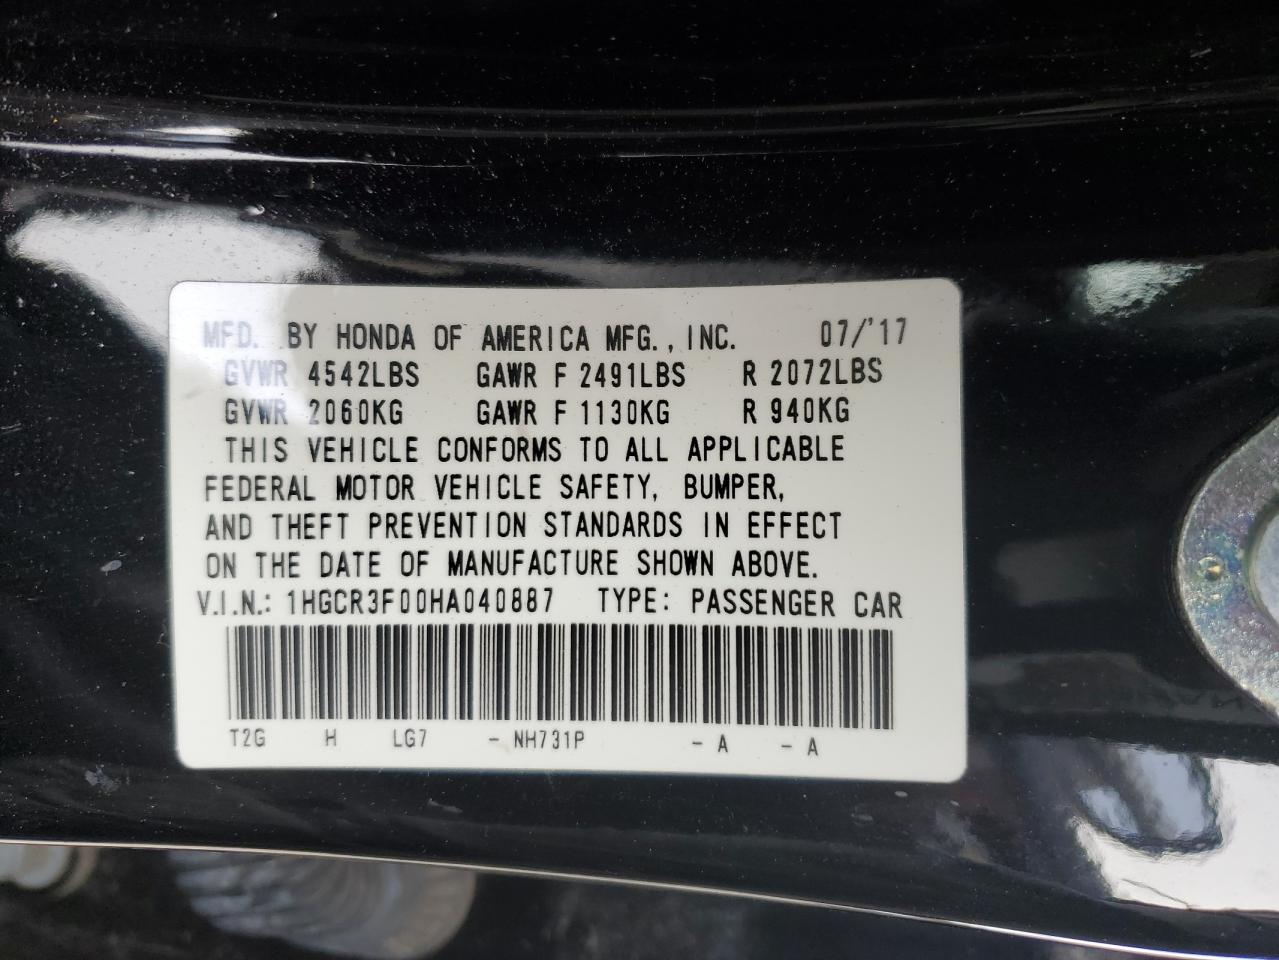 MFD. BY HONDA OF AMERICA MFG., INC. 07/'17
GVWR 4542LBS GAWR F 2491LBS R 2072LBS
GVWR 2060KG GAWR F 1130KG R 940KG
THIS VEHICLE CONFORMS TO ALL APPLICABLE
FEDERAL MOTOR VEHICLE SAFETY, BUMPER,
AND THEFT PREVENTION STANDARDS IN EFFECT
ON THE DATE OF MANUFACTURE SHOWN ABOVE.
V.I.N.: 1HGCR3F00HA040887 TYPE: PASSENGER CAR
T2G H LG7 - NH731P - A - A